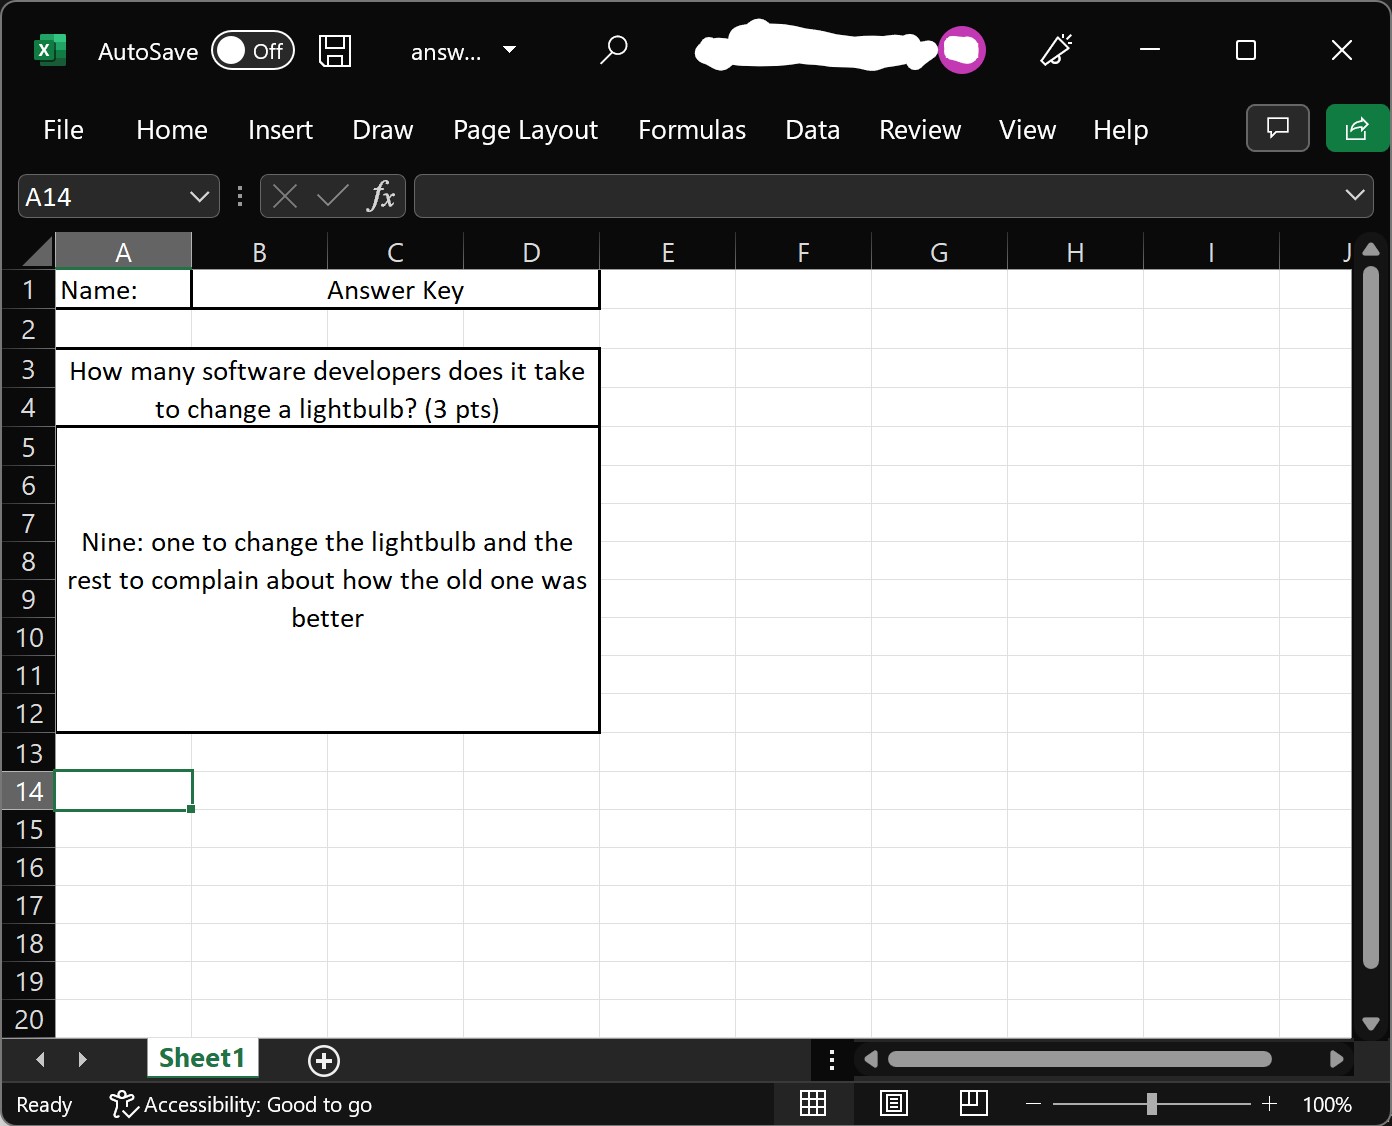 X AutoSave Off answ...
File Home Insert Draw Page Layout Formulas Data Review View Help
A14 fx
A B C D E F G H I J
1 Name: Answer Key
2
3 How many software developers does it take
4 to change a lightbulb? (3 pts)
5
6
7
8 Nine: one to change the lightbulb and the
9 rest to complain about how the old one was
10 better
11
12
13
14
15
16
17
18
19
20
Sheet1
Ready Accessibility: Good to go 100%